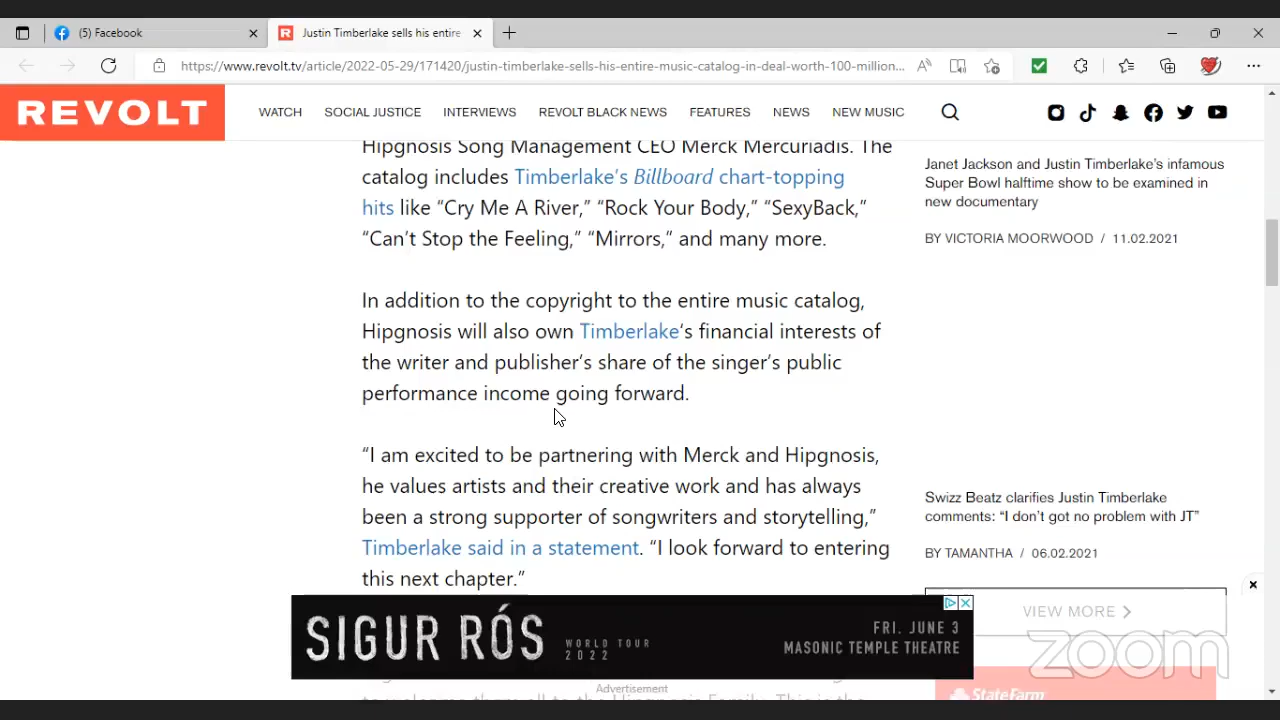 (5) Facebook
Justin Timberlake sells his entire
https://www.revolt.tv/article/2022-05-29/171420/justin-timberlake-sells-his-entire-music-catalog-in-deal-worth-100-million...
REVOLT
WATCH SOCIAL JUSTICE INTERVIEWS REVOLT BLACK NEWS FEATURES NEWS NEW MUSIC
Hipgnosis Song Management CEO Merck Mercuriadis. The
catalog includes Timberlake’s Billboard chart-topping
hits like “Cry Me A River,” “Rock Your Body,” “SexyBack,”
“Can’t Stop the Feeling,” “Mirrors,” and many more.
In addition to the copyright to the entire music catalog,
Hipgnosis will also own Timberlake‘s financial interests of
the writer and publisher‘s share of the singer’s public
performance income going forward.
“I am excited to be partnering with Merck and Hipgnosis,
he values artists and their creative work and has always
been a strong supporter of songwriters and storytelling,”
Timberlake said in a statement. “I look forward to entering
this next chapter.”
Janet Jackson and Justin Timberlake’s infamous
Super Bowl halftime show to be examined in
new documentary
BY VICTORIA MOORWOOD / 11.02.2021
Swizz Beatz clarifies Justin Timberlake
comments: “I don’t got no problem with JT”
BY TAMANTHA / 06.02.2021
VIEW MORE
SIGUR RÓS
WORLD TOUR
2022
FRI. JUNE 3
MASONIC TEMPLE THEATRE
Advertisement
zoom
StateFarm